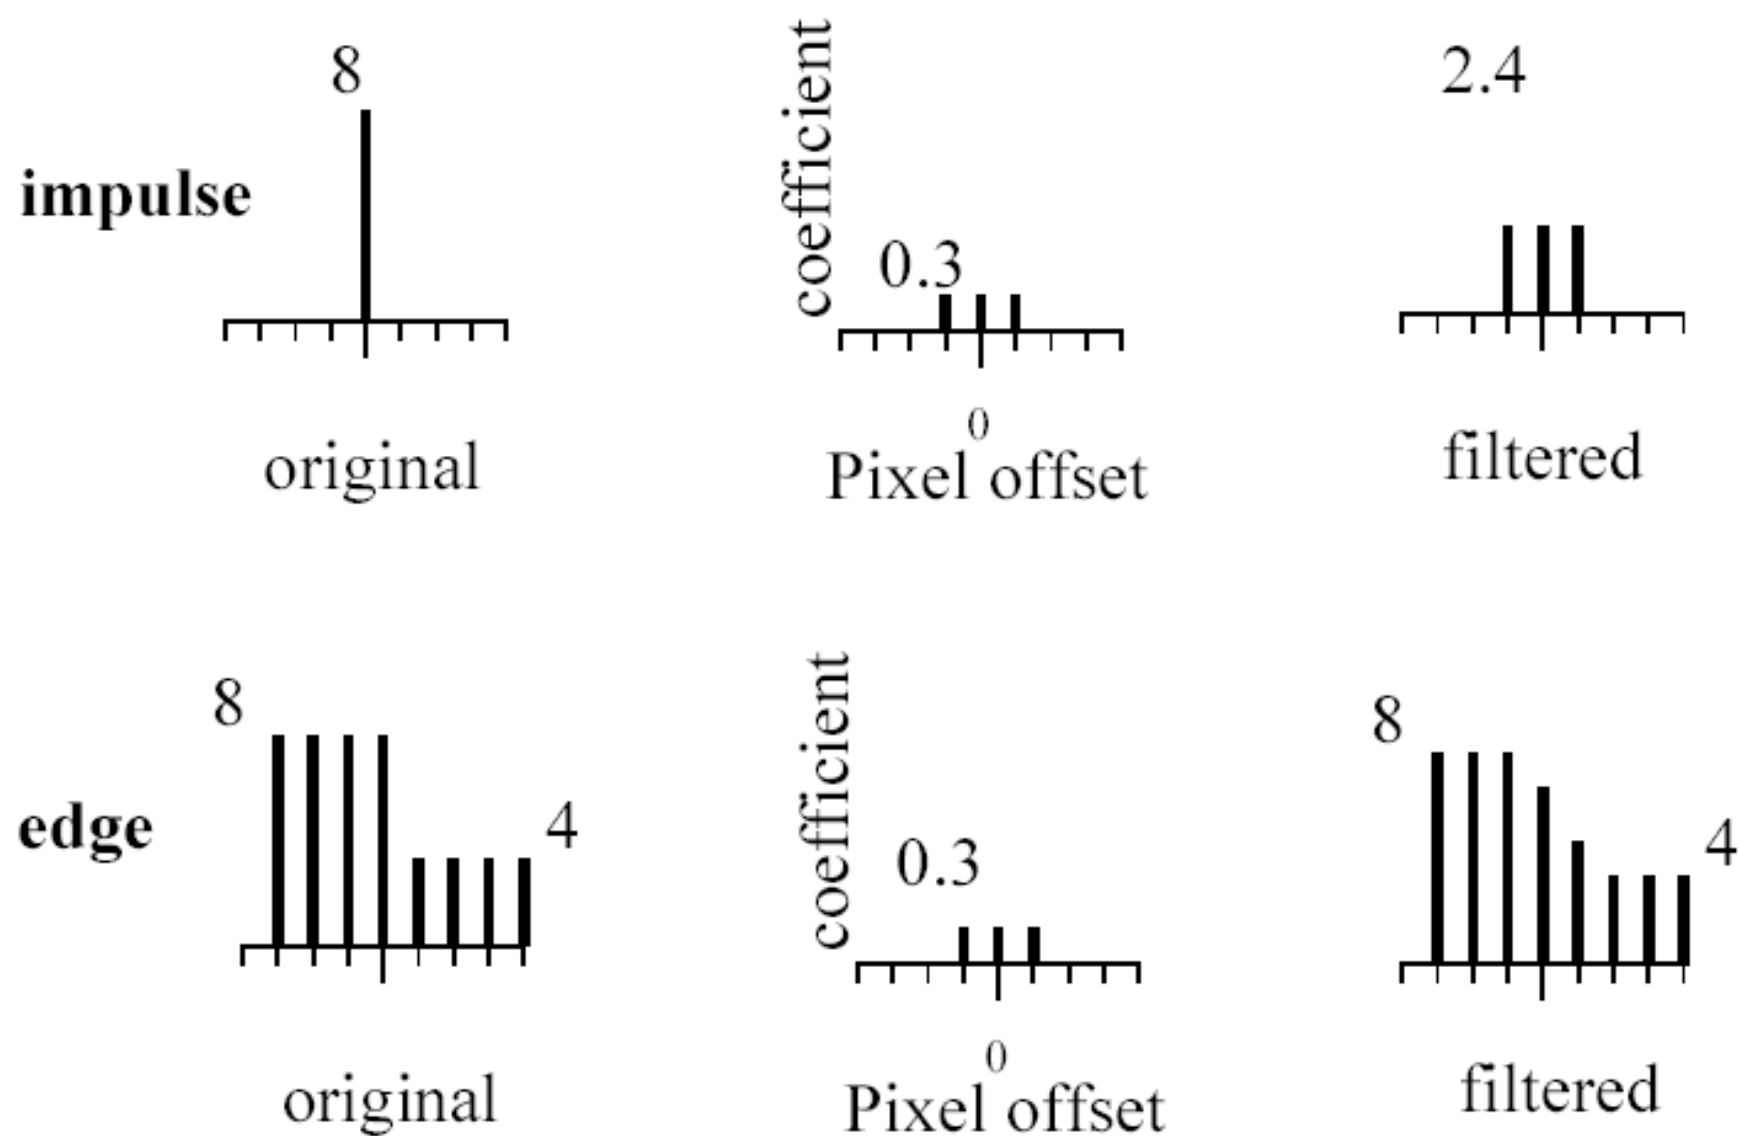 8
coefficient
2.4
impulse
0.3
0
original
Pixel offset
filtered
8
coefficient
8
edge
4
0.3
4
0
original
Pixel offset
filtered